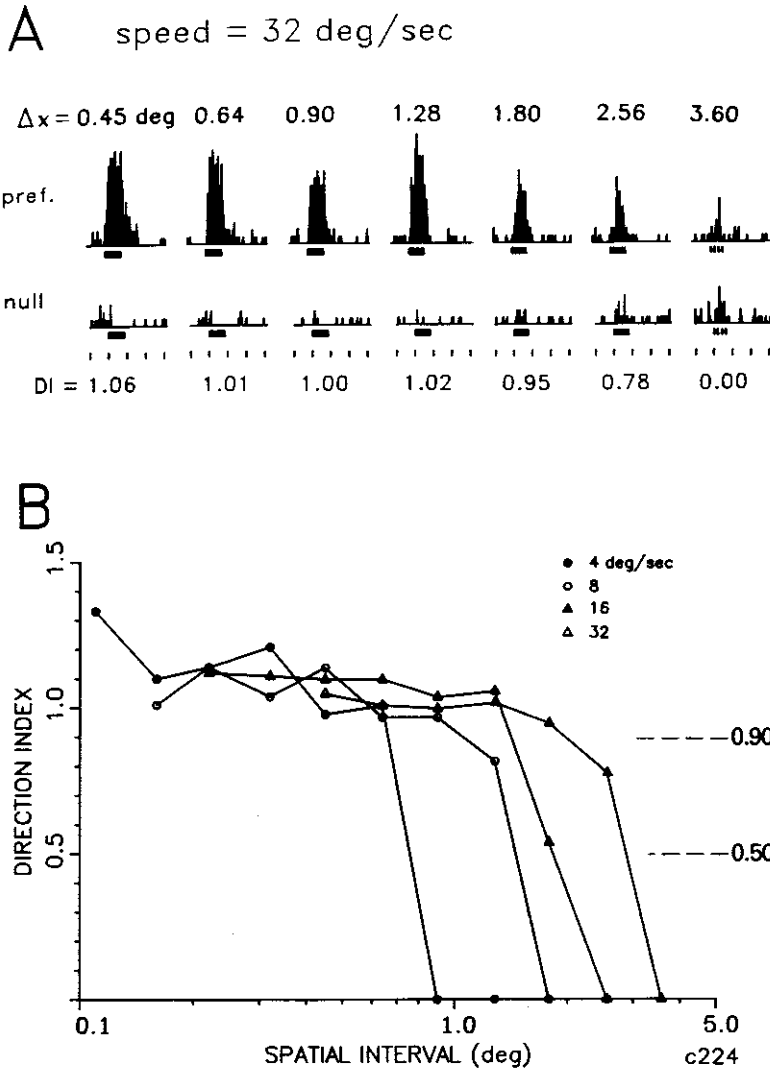 A speed = 32 deg/sec
Δx = 0.45 deg 0.64 0.90 1.28 1.80 2.56 3.60
pref.
null
DI = 1.06 1.01 1.00 1.02 0.95 0.78 0.00
B
1.5
1.0
0.5
DIRECTION INDEX
4 deg/sec
8
16
32
0.90
0.50
0.1 1.0 5.0
SPATIAL INTERVAL (deg)
c224